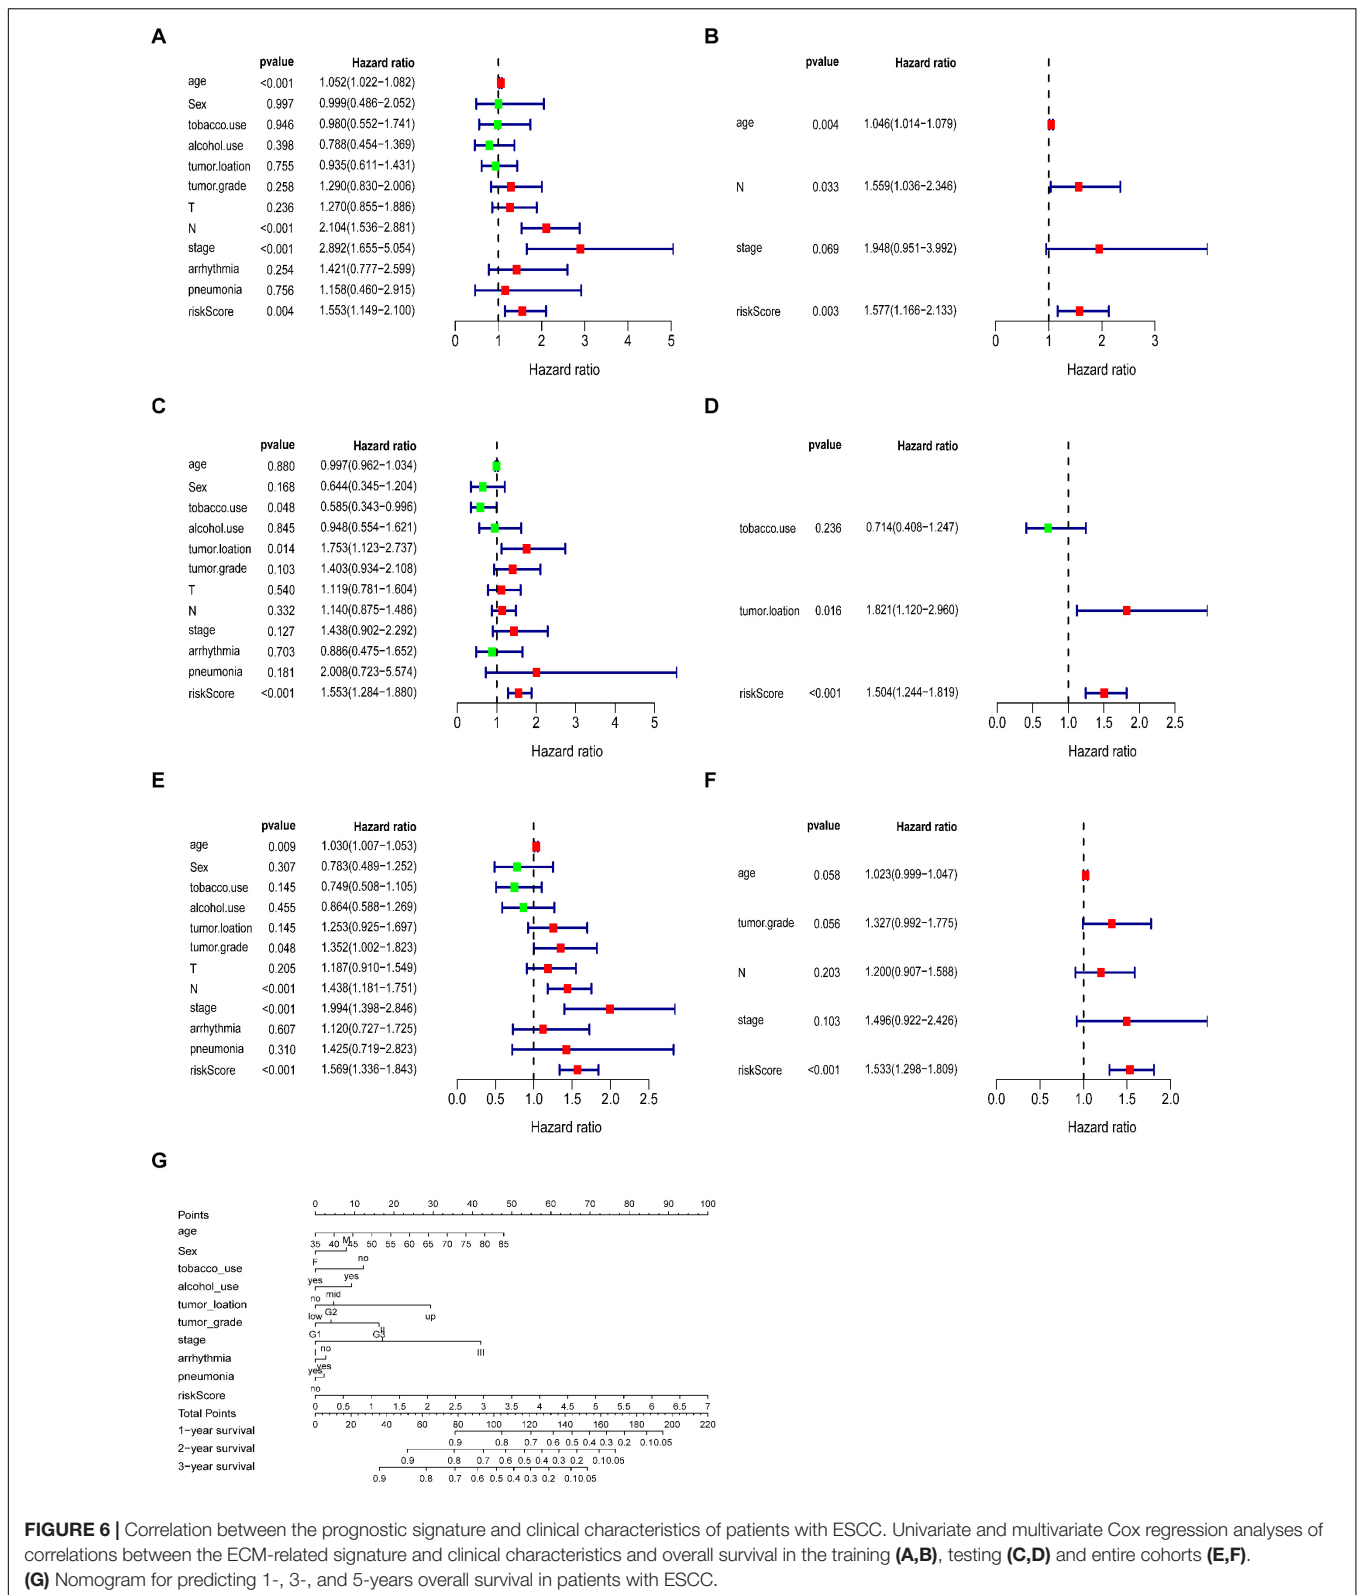 A
pvalue Hazard ratio
age <0.001 1.052(1.022−1.082)
Sex 0.997 0.999(0.486−2.052)
tobacco.use 0.946 0.980(0.552−1.741)
alcohol.use 0.398 0.788(0.454−1.369)
tumor.loation 0.755 0.935(0.611−1.431)
tumor.grade 0.258 1.290(0.830−2.006)
T 0.236 1.270(0.855−1.886)
N <0.001 2.104(1.536−2.881)
stage <0.001 2.892(1.655−5.054)
arrhythmia 0.254 1.421(0.777−2.599)
pneumonia 0.756 1.158(0.460−2.915)
riskScore 0.004 1.553(1.149−2.100)
0 1 2 3 4 5
Hazard ratio
B
pvalue Hazard ratio
age 0.004 1.046(1.014−1.079)
N 0.033 1.559(1.036−2.346)
stage 0.069 1.948(0.951−3.992)
riskScore 0.003 1.577(1.166−2.133)
0 1 2 3
Hazard ratio
C
pvalue Hazard ratio
age 0.880 0.997(0.962−1.034)
Sex 0.168 0.644(0.345−1.204)
tobacco.use 0.048 0.585(0.343−0.996)
alcohol.use 0.845 0.948(0.554−1.621)
tumor.loation 0.014 1.753(1.123−2.737)
tumor.grade 0.103 1.403(0.934−2.108)
T 0.540 1.119(0.781−1.604)
N 0.332 1.140(0.875−1.486)
stage 0.127 1.438(0.902−2.292)
arrhythmia 0.703 0.886(0.475−1.652)
pneumonia 0.181 2.008(0.723−5.574)
riskScore <0.001 1.553(1.284−1.880)
0 1 2 3 4 5
Hazard ratio
D
pvalue Hazard ratio
tobacco.use 0.236 0.714(0.408−1.247)
tumor.loation 0.016 1.821(1.120−2.960)
riskScore <0.001 1.504(1.244−1.819)
0.0 0.5 1.0 1.5 2.0 2.5
Hazard ratio
E
pvalue Hazard ratio
age 0.009 1.030(1.007−1.053)
Sex 0.307 0.783(0.489−1.252)
tobacco.use 0.145 0.749(0.508−1.105)
alcohol.use 0.455 0.864(0.588−1.269)
tumor.loation 0.145 1.253(0.925−1.697)
tumor.grade 0.048 1.352(1.002−1.823)
T 0.205 1.187(0.910−1.549)
N <0.001 1.438(1.181−1.751)
stage <0.001 1.994(1.398−2.846)
arrhythmia 0.607 1.120(0.727−1.725)
pneumonia 0.310 1.425(0.719−2.823)
riskScore <0.001 1.569(1.336−1.843)
0.0 0.5 1.0 1.5 2.0 2.5
Hazard ratio
F
pvalue Hazard ratio
age 0.058 1.023(0.999−1.047)
tumor.grade 0.056 1.327(0.992−1.775)
N 0.203 1.200(0.907−1.588)
stage 0.103 1.496(0.922−2.426)
riskScore <0.001 1.533(1.298−1.809)
0.0 0.5 1.0 1.5 2.0
Hazard ratio
G
0 10 20 30 40 50 60 70 80 90 100
Points
age
35 40 45 50 55 60 65 70 75 80 85
M
Sex
F no
tobacco_use
yes yes
alcohol_use
no mid
tumor_loation
low G2 up
tumor_grade
G1 G3 II
stage
I no III
arrhythmia
yes yes
pneumonia
no
riskScore
0 0.5 1 1.5 2 2.5 3 3.5 4 4.5 5 5.5 6 6.5 7
Total Points
0 20 40 60 80 100 120 140 160 180 200 220
1−year survival
0.9 0.8 0.7 0.6 0.5 0.4 0.3 0.2 0.10.05
2−year survival
0.9 0.8 0.7 0.6 0.5 0.4 0.3 0.2 0.10.05
3−year survival
0.9 0.8 0.7 0.6 0.5 0.4 0.3 0.2 0.10.05
FIGURE 6 | Correlation between the prognostic signature and clinical characteristics of patients with ESCC. Univariate and multivariate Cox regression analyses of
correlations between the ECM-related signature and clinical characteristics and overall survival in the training (A,B), testing (C,D) and entire cohorts (E,F).
(G) Nomogram for predicting 1-, 3-, and 5-years overall survival in patients with ESCC.